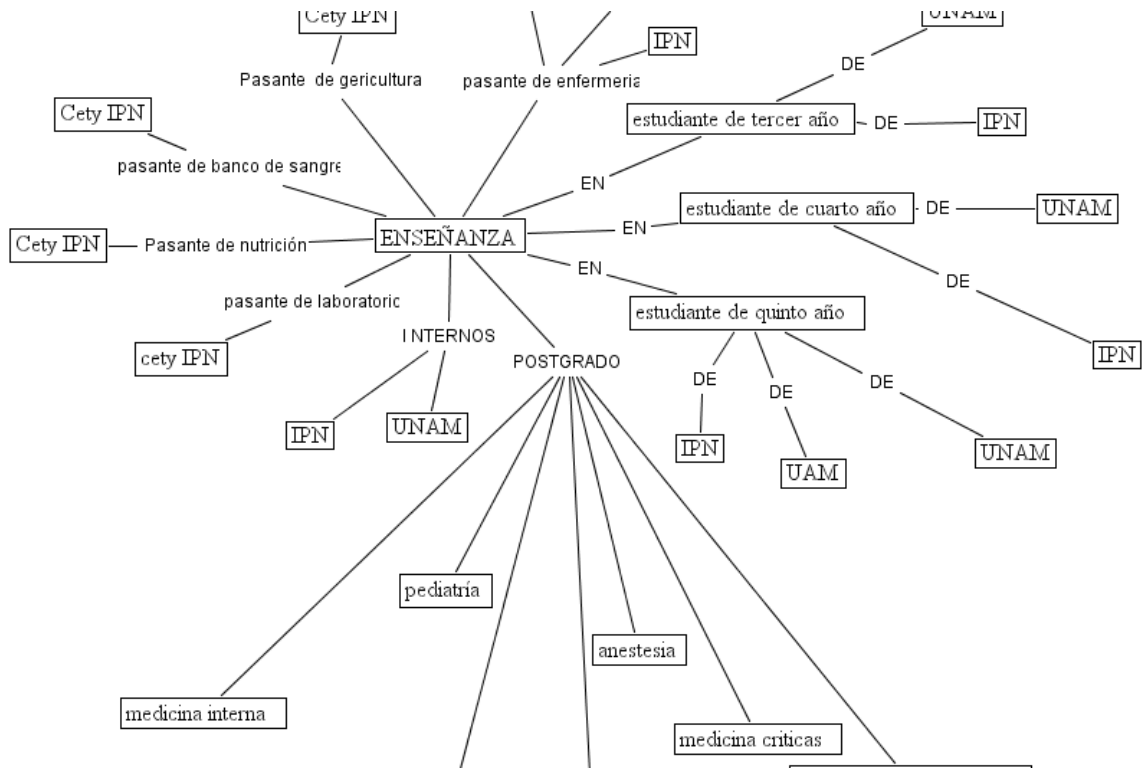 Cety IPN
UNAM
IPN
DE
Pasante de gericultura
pasante de enfermeria
Cety IPN
estudiante de tercer año
DE
IPN
pasante de banco de sangre
EN
estudiante de cuarto año
DE
UNAM
Cety IPN
Pasante de nutrición
ENSEÑANZA
EN
EN
DE
pasante de laboratorio
estudiante de quinto año
I NTERNOS
cety IPN
POSTGRADO
IPN
DE
DE
DE
IPN
UNAM
IPN
UNAM
UAM
pediatría
anestesia
medicina interna
medicina criticas